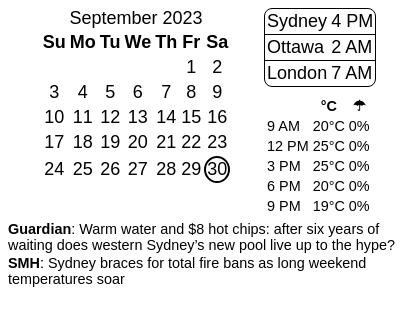 September 2023
Su Mo Tu We Th Fr Sa
1 2
3 4 5 6 7 8 9
10 11 12 13 14 15 16
17 18 19 20 21 22 23
24 25 26 27 28 29 30
Sydney 4 PM
Ottawa 2 AM
London 7 AM
°C ☂
9 AM 20°C 0%
12 PM 25°C 0%
3 PM 25°C 0%
6 PM 20°C 0%
9 PM 19°C 0%
Guardian: Warm water and $8 hot chips: after six years of
waiting does western Sydney’s new pool live up to the hype?
SMH: Sydney braces for total fire bans as long weekend
temperatures soar